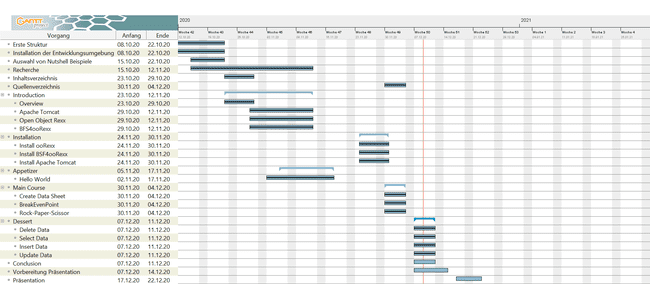 GANTT
project
2020
2021
Vorgang Anfang Ende
Woche 42 Woche 43 Woche 44 Woche 45 Woche 46 Woche 47 Woche 48 Woche 49 Woche 50 Woche 51 Woche 52 Woche 53 Woche 1 Woche 2 Woche 3 Woche 4
Erste Struktur 08.10.20 22.10.20
Installation der Entwicklungsumgebung 08.10.20 22.10.20
Auswahl von Nutshell Beispiele 15.10.20 22.10.20
Recherche 15.10.20 12.11.20
Inhaltsverzeichnis 23.10.20 29.10.20
Quellenverzeichnis 30.11.20 04.12.20
Introduction 23.10.20 12.11.20
Overview 23.10.20 29.10.20
Apache Tomcat 29.10.20 12.11.20
Open Object Rexx 29.10.20 12.11.20
BFS4ooRexx 29.10.20 12.11.20
Installation 24.11.20 30.11.20
Install ooRexx 24.11.20 30.11.20
Install BSF4ooRexx 24.11.20 30.11.20
Install Apache Tomcat 24.11.20 30.11.20
Appetizer 05.11.20 17.11.20
Hello World 02.11.20 17.11.20
Main Course 30.11.20 04.12.20
Create Data Sheet 30.11.20 04.12.20
BreakEvenPoint 30.11.20 04.12.20
Rock-Paper-Scissor 30.11.20 04.12.20
Dessert 07.12.20 11.12.20
Delete Data 07.12.20 11.12.20
Select Data 07.12.20 11.12.20
Insert Data 07.12.20 11.12.20
Update Data 07.12.20 11.12.20
Conclusion 07.12.20 11.12.20
Vorbereitung Präsentation 07.12.20 14.12.20
Präsentation 17.12.20 22.12.20